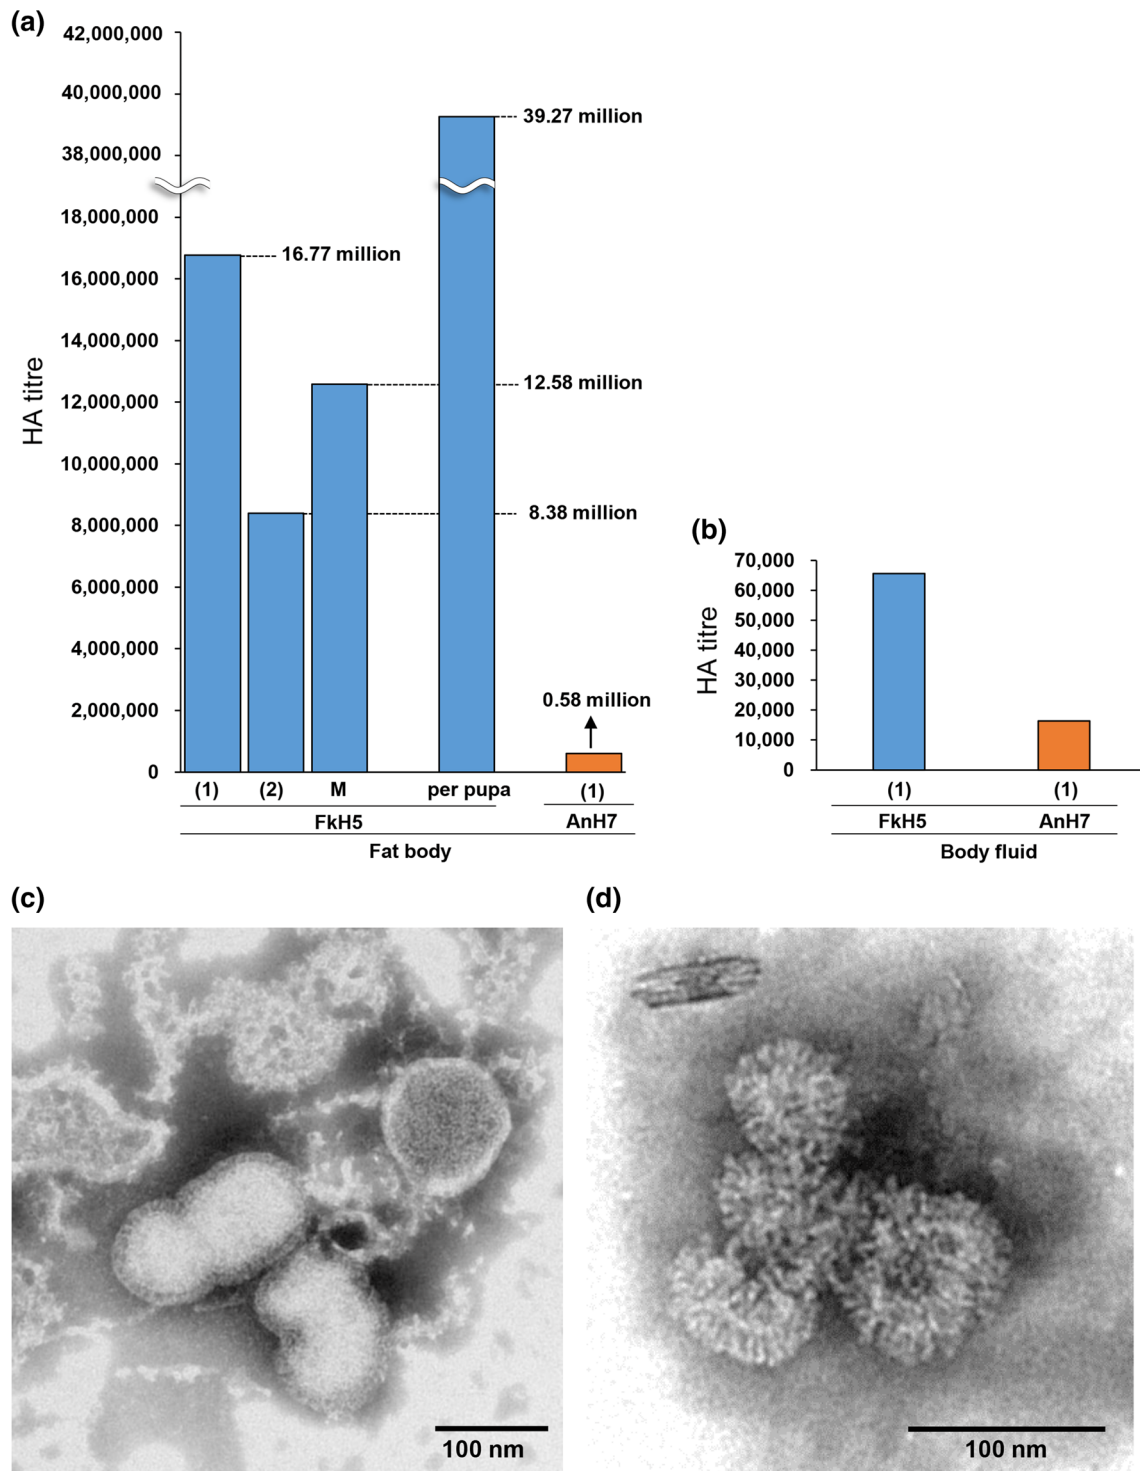 (a)
42,000,000
40,000,000
39.27 million
38,000,000
18,000,000
16.77 million
16,000,000
14,000,000
12.58 million
12,000,000
HA titre
10,000,000
8.38 million
8,000,000
6,000,000
4,000,000
0.58 million
2,000,000
0
(1) (2) M per pupa (1)
FkH5 AnH7
Fat body
(b)
70,000
60,000
50,000
40,000
HA titre
30,000
20,000
10,000
0
(1) (1)
FkH5 AnH7
Body fluid
(c)
100 nm
(d)
100 nm